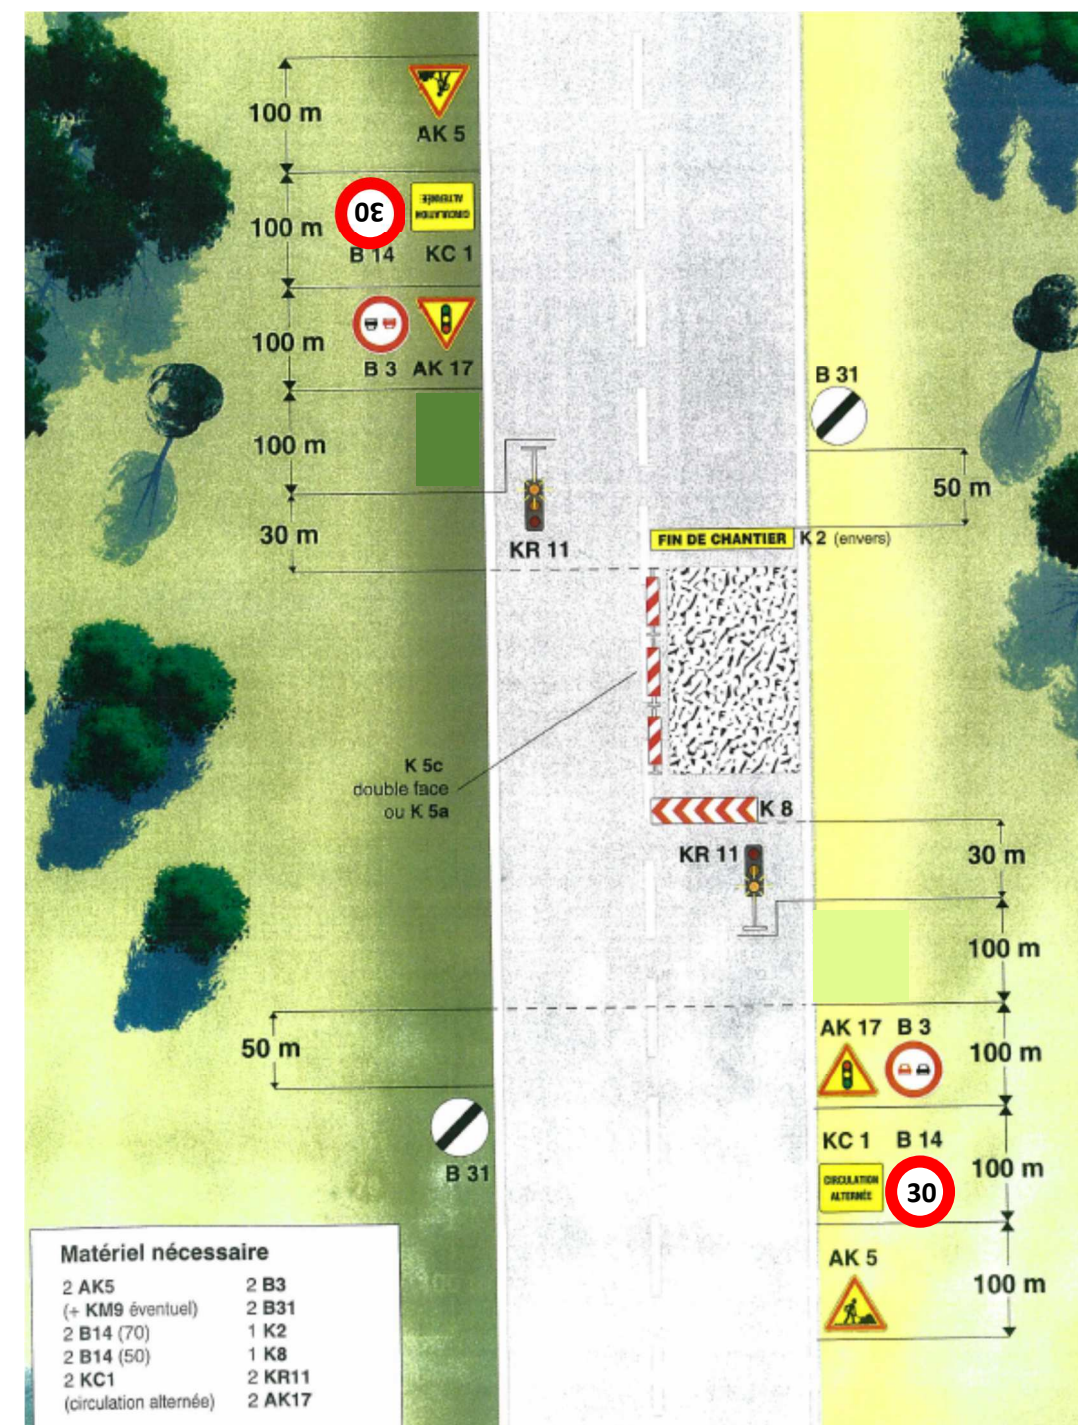 100 m
AK 5
100 m
30
CIRCULATION
ALTERNÉE
B 14
KC 1
100 m
B 3
AK 17
B 31
100 m
50 m
30 m
KR 11
FIN DE CHANTIER
K 2 (envers)
K 5c
double face
ou K 5a
K 8
KR 11
30 m
100 m
50 m
AK 17
B 3
100 m
KC 1
B 14
CIRCULATION
ALTERNÉE
30
100 m
B 31
AK 5
100 m
Matériel nécessaire
2 AK5
(+ KM9 éventuel)
2 B14 (70)
2 B14 (50)
2 KC1
(circulation alternée)
2 B3
2 B31
1 K2
1 K8
2 KR11
2 AK17